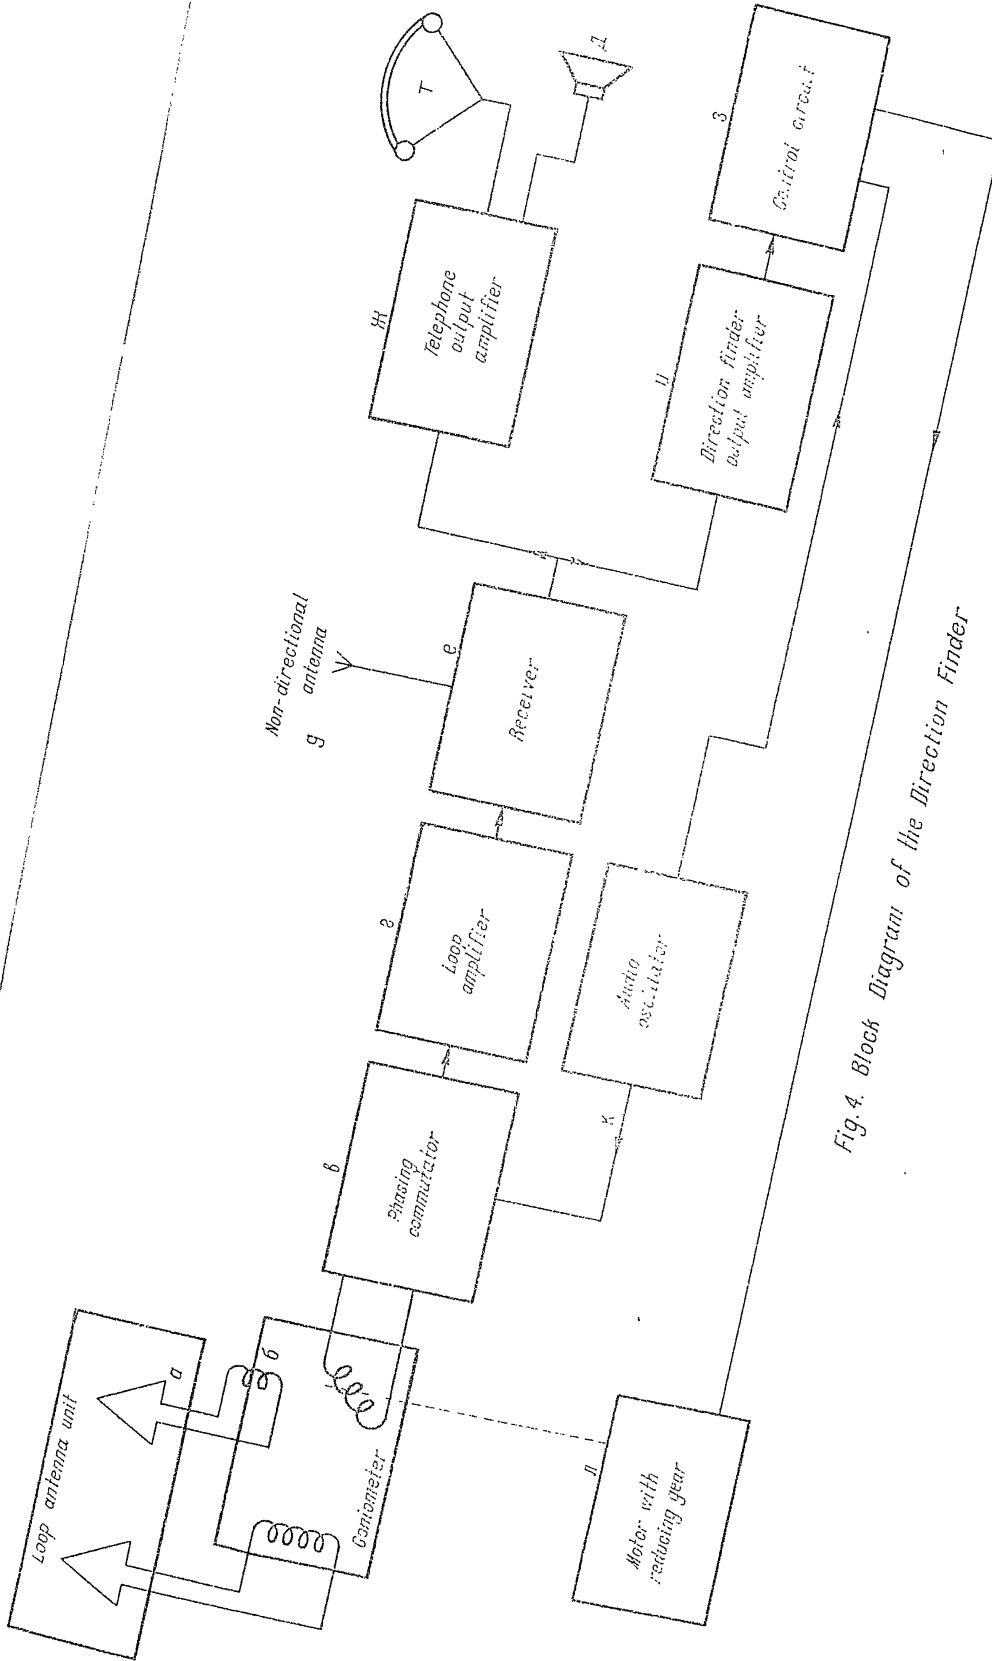 Loop antenna unit
а
б
Goniometer
в
Phasing
commutator
г
Loop
amplifier
Non-directional
antenna
g
е
Receiver
Ж
Telephone
output
amplifier
Т
Д
И
Direction finder
output amplifier
З
Control circuit
к
Audio
oscillator
Л
Motor with
reducing year
Fig. 4. Block Diagram of the Direction Finder